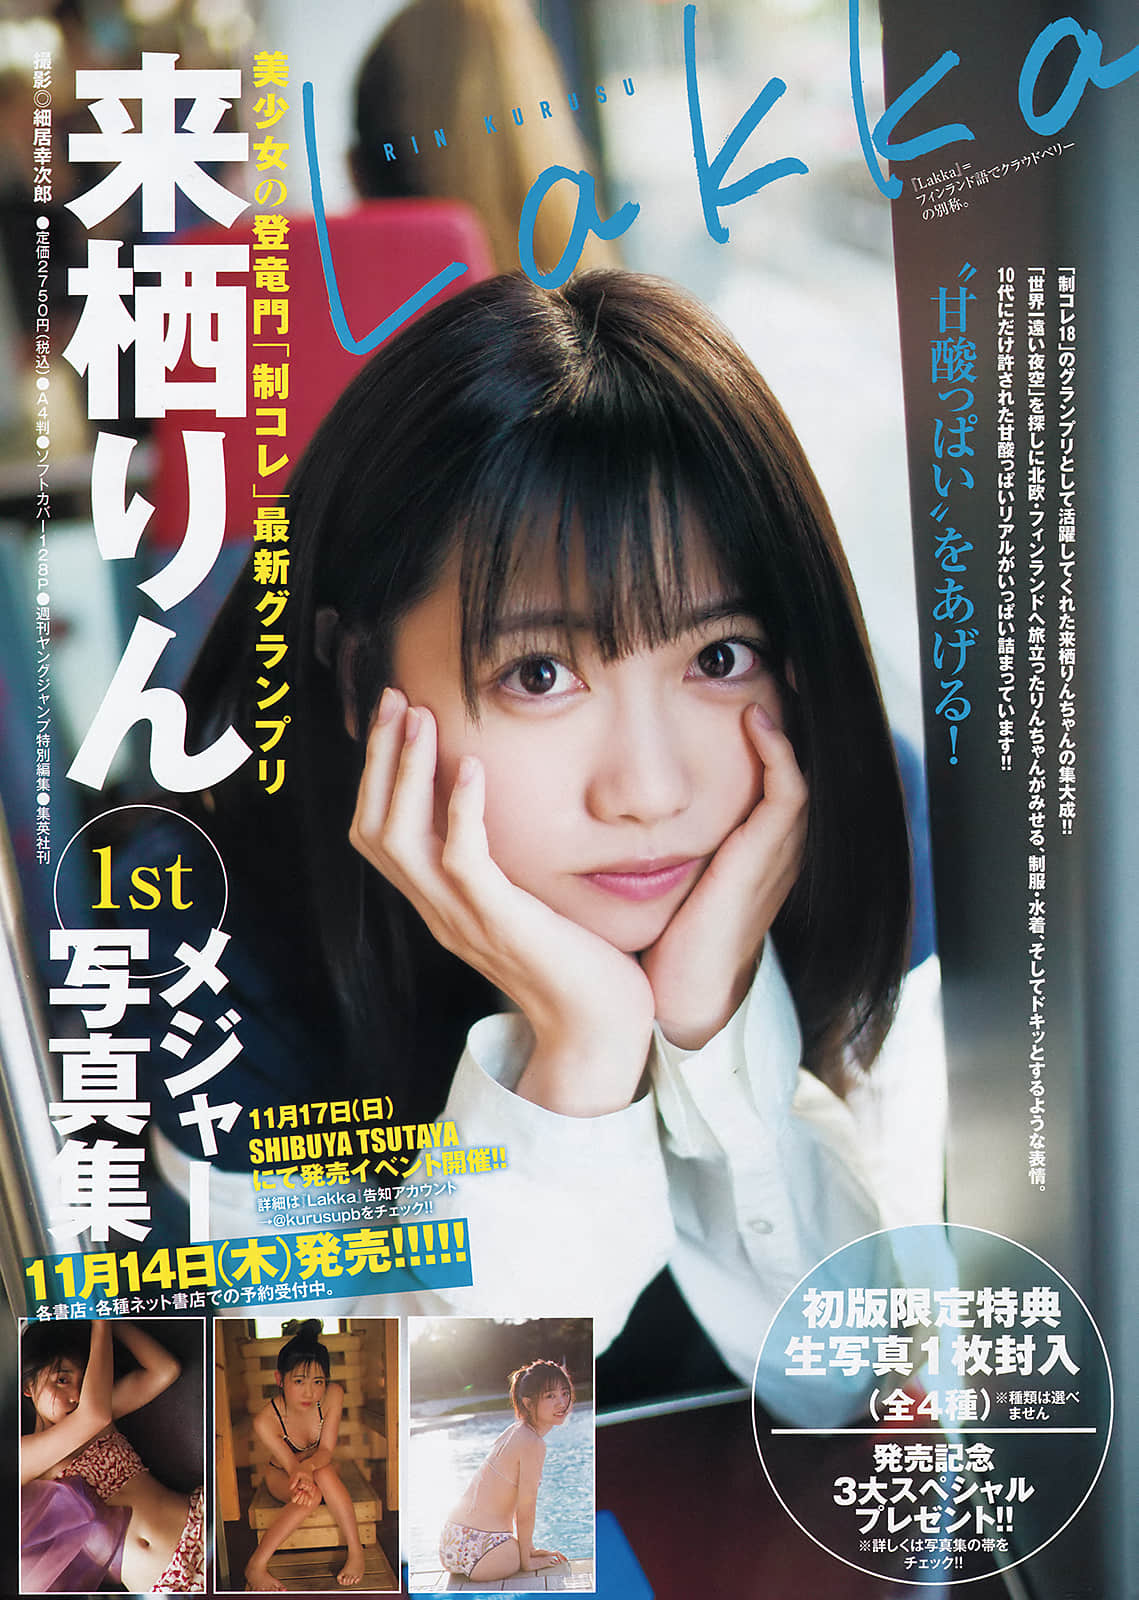 Lakka
RIN KURUSU
『Lakka』＝
フィンランド語でクラウドベリー
の別称。
「制コレ18」のグランプリとして活躍してくれた来栖りんちゃんの集大成!!
「世界一遠い夜空」を探しに北欧・フィンランドへ旅立ったりんちゃんがみせる、制服・水着、そしてドキッとするような表情。
10代にだけ許された甘酸っぱいリアルがいっぱい詰まっています!!
〝甘酸っぱい〟をあげる！
美少女の登竜門「制コレ」最新グランプリ
来栖りん
1st
メジャー
写真集
撮影◎細居幸次郎
●定価2750円（税込）●A4判●ソフトカバー128P●週刊ヤングジャンプ特別編集●集英社刊
11月17日（日）
SHIBUYA TSUTAYA
にて発売イベント開催!!
詳細は『Lakka』告知アカウント
→@kurusupbをチェック!!
11月14日（木）発売!!!!!
各書店・各種ネット書店での予約受付中。
初版限定特典
生写真1枚封入
（全4種）
※種類は選べ
ません
発売記念
3大スペシャル
プレゼント!!
※詳しくは写真集の帯を
チェック!!